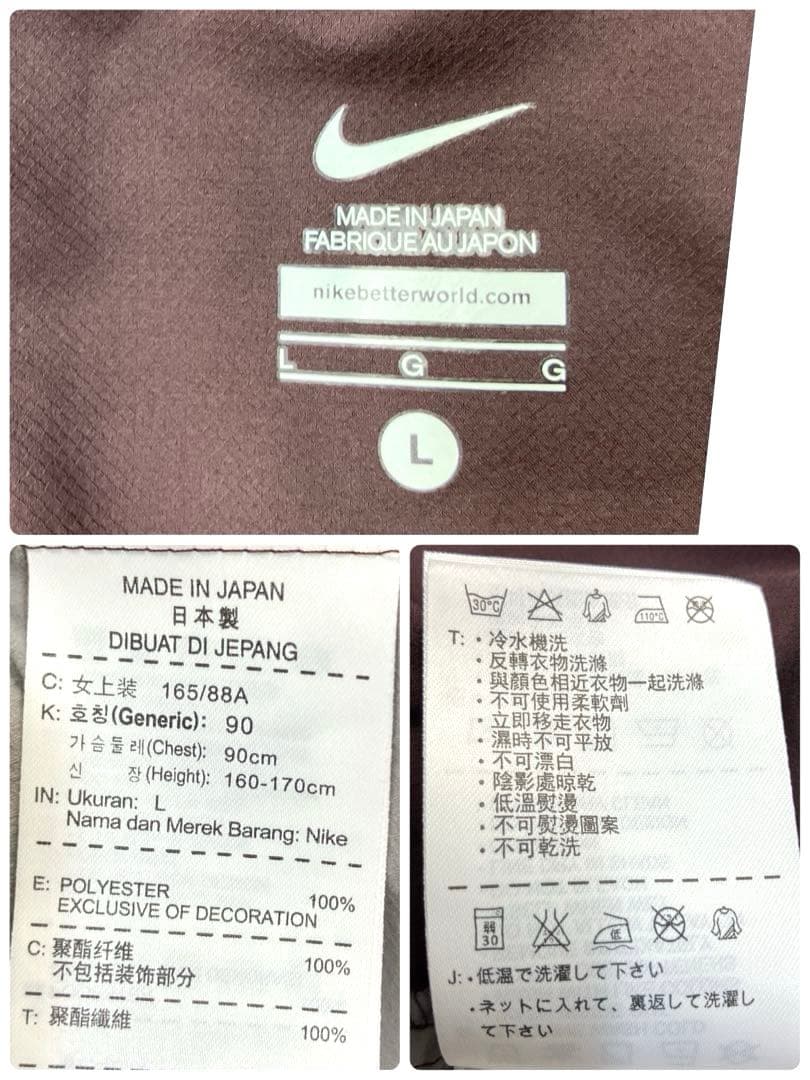 MADE IN JAPAN
FABRIQUE AU JAPON
nikebetterworld.com
L G G
L
MADE IN JAPAN
日本製
DIBUAT DI JEPANG
C: 女上装 165/88A
K: 호칭(Generic): 90
가슴둘레(Chest): 90cm
신 장(Height): 160-170cm
IN: Ukuran: L
Nama dan Merek Barang: Nike
E: POLYESTER 100%
EXCLUSIVE OF DECORATION
C: 聚酯纤维 100%
不包括装饰部分
T: 聚酯纖維 100%
30°C 110°C
T: ・冷水機洗
・反轉衣物洗滌
・與顏色相近衣物一起洗滌
・不可使用柔軟劑
・立即移走衣物
・濕時不可平放
・不可漂白
・陰影處晾乾
・低溫熨燙
・不可熨燙圖案
・不可乾洗
弱 30 低
J: ・低温で洗濯して下さい
・ネットに入れて、裏返して洗濯し
て下さい